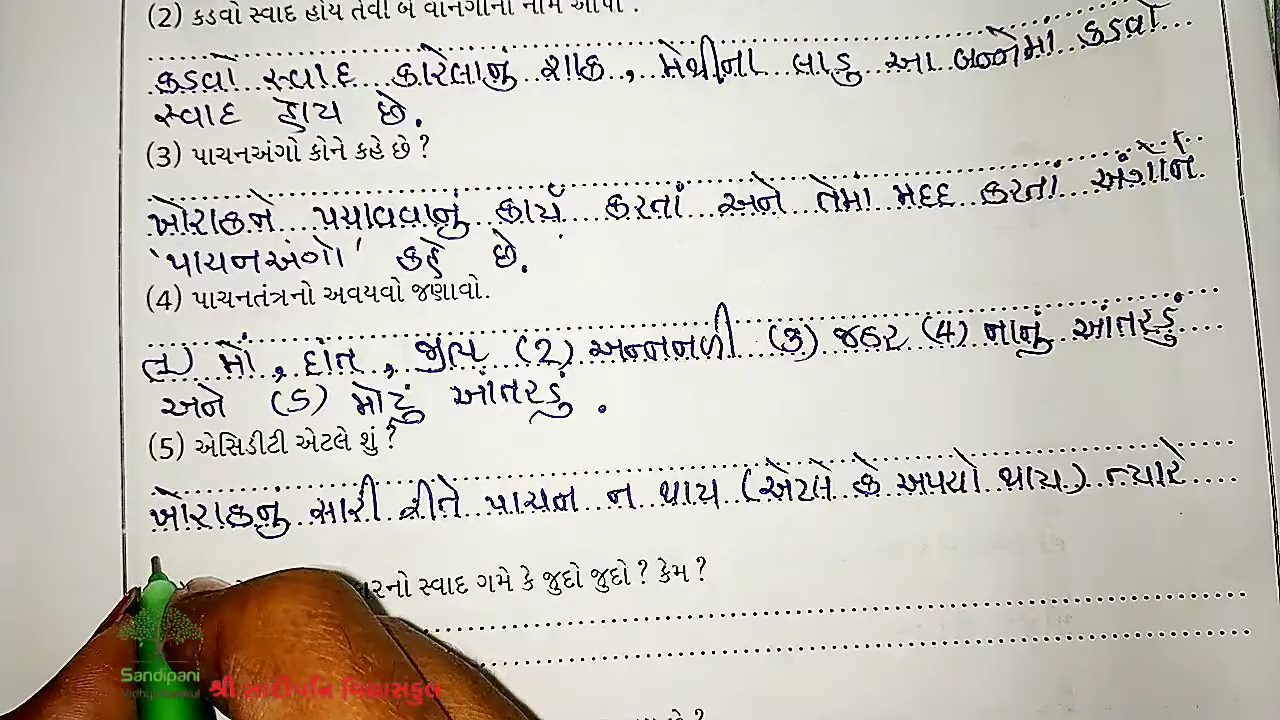 (2) કડવો સ્વાદ હોય તેવી બે વાનગીના નામ આપો .
કડવો સ્વાદ કારેલાનું શાક , મેથીના લાડુ આ બન્નેમાં કડવો
સ્વાદ હોય છે.
(3) પાચનઅંગો કોને કહે છે ?
ખોરાકને પચાવવાનું કાર્ય કરતાં અને તેમાં મદદ કરતાં અંગોને
'પાચનઅંગો' કહે છે.
(4) પાચનતંત્રનો અવયવો જણાવો.
(1) મોં , દાંત , જીભ (2) અન્નનળી (3) જઠર (4) નાનું આંતરડું
અને (5) મોટું આંતરડું .
(5) એસિડીટી એટલે શું ?
ખોરાકનું સારી રીતે પાચન ન થાય (એટલે કે અપચો થાય) ત્યારે
સ્વાદ ગમે કે જુદો જુદો ? કેમ ?
Sandipani
Vidhyasankul
શ્રી સાંદીપનિ વિદ્યાસંકુલ